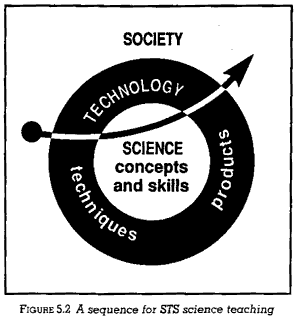 SOCIETY
TECHNOLOGY
SCIENCE
concepts
and skills
techniques
products
FIGURE 5.2 A sequence for STS science teaching